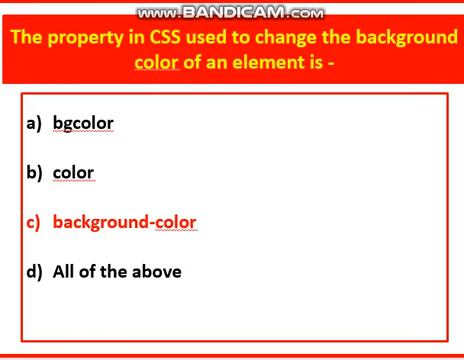 www.BANDICAM.com
The property in CSS used to change the background
color of an element is -
a) bgcolor
b) color
c) background-color
d) All of the above